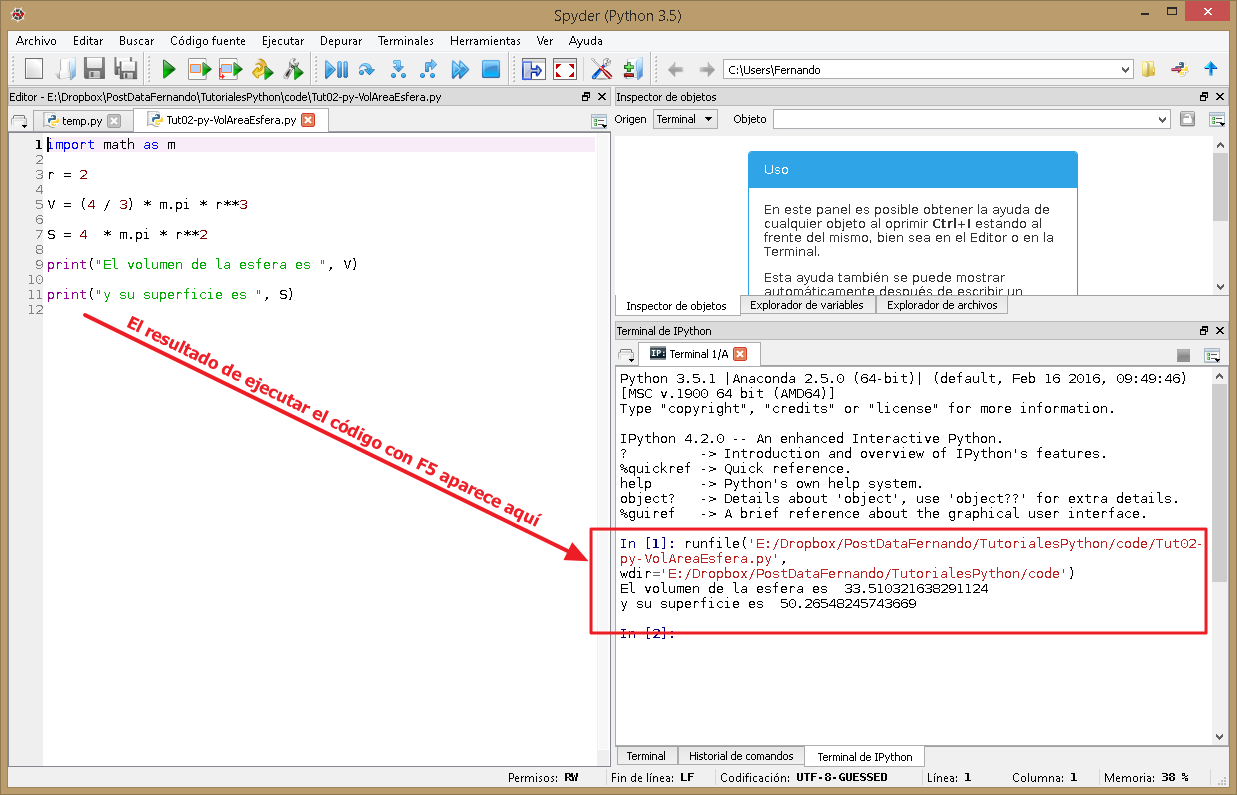 Spyder (Python 3.5)
Archivo Editar Buscar Código fuente Ejecutar Depurar Terminales Herramientas Ver Ayuda
C:\Users\Fernando
Editor - E:\Dropbox\PostDataFernando\TutorialesPython\code\Tut02-py-VolAreaEsfera.py
temp.py Tut02-py-VolAreaEsfera.py
1 import math as m
2
3 r = 2
4
5 V = (4 / 3) * m.pi * r**3
6
7 S = 4  * m.pi * r**2
8
9 print("El volumen de la esfera es ", V)
10
11 print("y su superficie es ", S)
12
El resultado de ejecutar el código con F5 aparece aquí
Inspector de objetos
Origen Terminal Objeto
Uso
En este panel es posible obtener la ayuda de
cualquier objeto al oprimir Ctrl+I estando al
frente del mismo, bien sea en el Editor o en la
Terminal.
Esta ayuda también se puede mostrar
automáticamente después de escribir un
Inspector de objetos Explorador de variables Explorador de archivos
Terminal de IPython
IP: Terminal 1/A
Python 3.5.1 |Anaconda 2.5.0 (64-bit)| (default, Feb 16 2016, 09:49:46)
[MSC v.1900 64 bit (AMD64)]
Type "copyright", "credits" or "license" for more information.
IPython 4.2.0 -- An enhanced Interactive Python.
?         -> Introduction and overview of IPython's features.
%quickref -> Quick reference.
help      -> Python's own help system.
object?   -> Details about 'object', use 'object??' for extra details.
%guiref   -> A brief reference about the graphical user interface.
In [1]: runfile('E:/Dropbox/PostDataFernando/TutorialesPython/code/Tut02-
py-VolAreaEsfera.py',
wdir='E:/Dropbox/PostDataFernando/TutorialesPython/code')
El volumen de la esfera es  33.510321638291124
y su superficie es  50.26548245743669
In [2]:
Terminal Historial de comandos Terminal de IPython
Permisos: RW Fin de línea: LF Codificación: UTF-8-GUESSED Línea: 1 Columna: 1 Memoria: 38 %